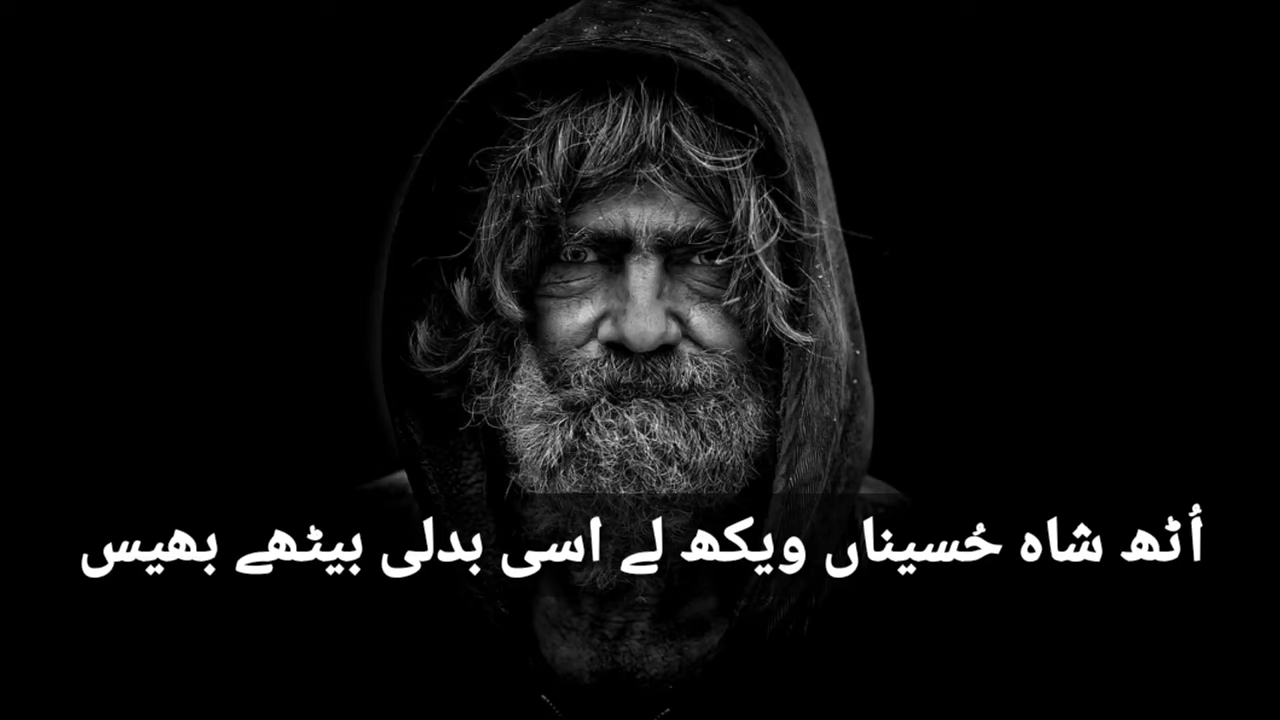 اُٹھ شاہ حُسیناں ویکھ لے اسی بدلی بیٹھے بھیس